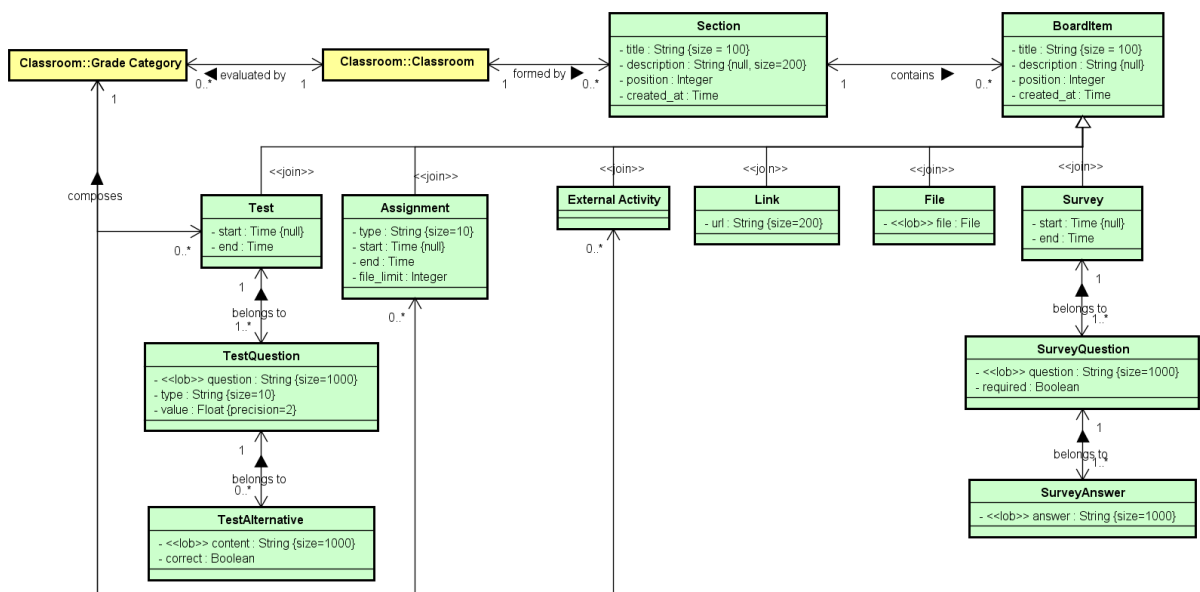 Section
- title : String {size = 100}
- description : String {null, size=200}
- position : Integer
- created_at : Time
BoardItem
- title : String {size = 100}
- description : String {null}
- position : Integer
- created_at : Time
Classroom::Grade Category
evaluated by
0..*
1
Classroom::Classroom
formed by
1
0..*
contains
1
0..*
1
composes
<<join>>
<<join>>
<<join>>
<<join>>
<<join>>
<<join>>
Test
- start : Time {null}
- end : Time
0..*
Assignment
- type : String {size=10}
- start : Time {null}
- end : Time
- file_limit : Integer
0..*
External Activity
0..*
Link
- url : String {size=200}
File
- <<lob>> file : File
Survey
- start : Time {null}
- end : Time
1
belongs to
1..*
1
belongs to
1..*
TestQuestion
- <<lob>> question : String {size=1000}
- type : String {size=10}
- value : Float {precision=2}
SurveyQuestion
- <<lob>> question : String {size=1000}
- required : Boolean
1
belongs to
0..*
1
belongs to
1..*
TestAlternative
- <<lob>> content : String {size=1000}
- correct : Boolean
SurveyAnswer
- <<lob>> answer : String {size=1000}